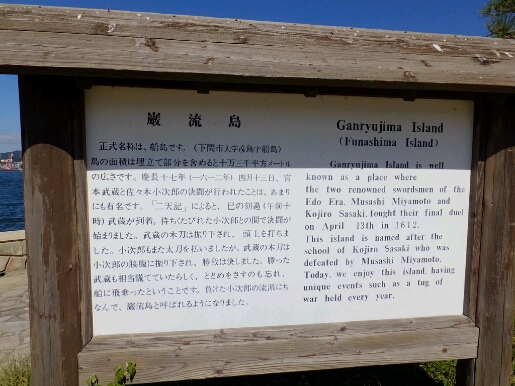 巌流島
正式名称は、船島です。(下関市大字彦島字船島)
島の面積は埋立て部分を含めると十万三千平方メートル
の広さです。慶長十七年(一六一二年)四月十三日、宮
本武蔵と佐々木小次郎の決闘が行われたことは、あまり
にも有名です。「二天記」によると、巳の刻過(午前十
時)武蔵が到着。待ちくたびれた小次郎との間で決闘が
始まりました。武蔵の木刀は振り下され、頭上を打ちま
した。小次郎もまた太刀を払いましたが、武蔵の木刀は
小次郎の脇腹に振り下され、勝敗は決しました。勝った
武蔵も相当慌てていたらしく、とどめをさすのも忘れ、
船に飛乗ったということです。負けた小次郎の流派にち
なんで、巌流島と呼ばれるようになりました。
Ganryujima Island
(Funashima Island)
Ganryujima Island is well
known as a place where
the two renowned swordsmen of the
Edo Era, Musashi Miyamoto and
Kojiro Sasaki, fought their final duel
on April 13th in 1612.
This island is named after the
school of Kojiro Sasaki who was
defeated by Musashi Miyamoto.
Today, we enjoy this island, having
unique events such as a tug of
war held every year.